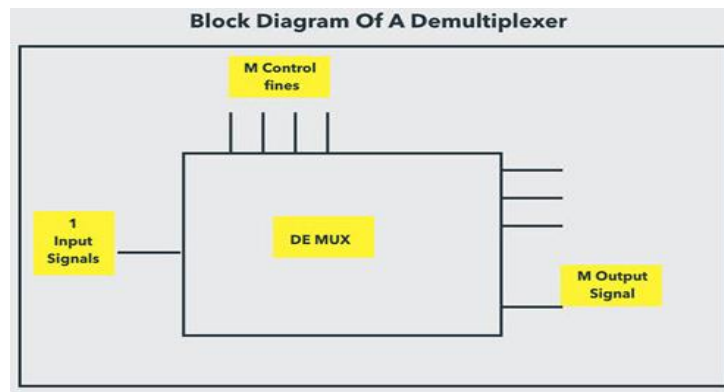 Block Diagram Of A Demultiplexer
M Control
fines
1
Input
Signals
DE MUX
M Output
Signal